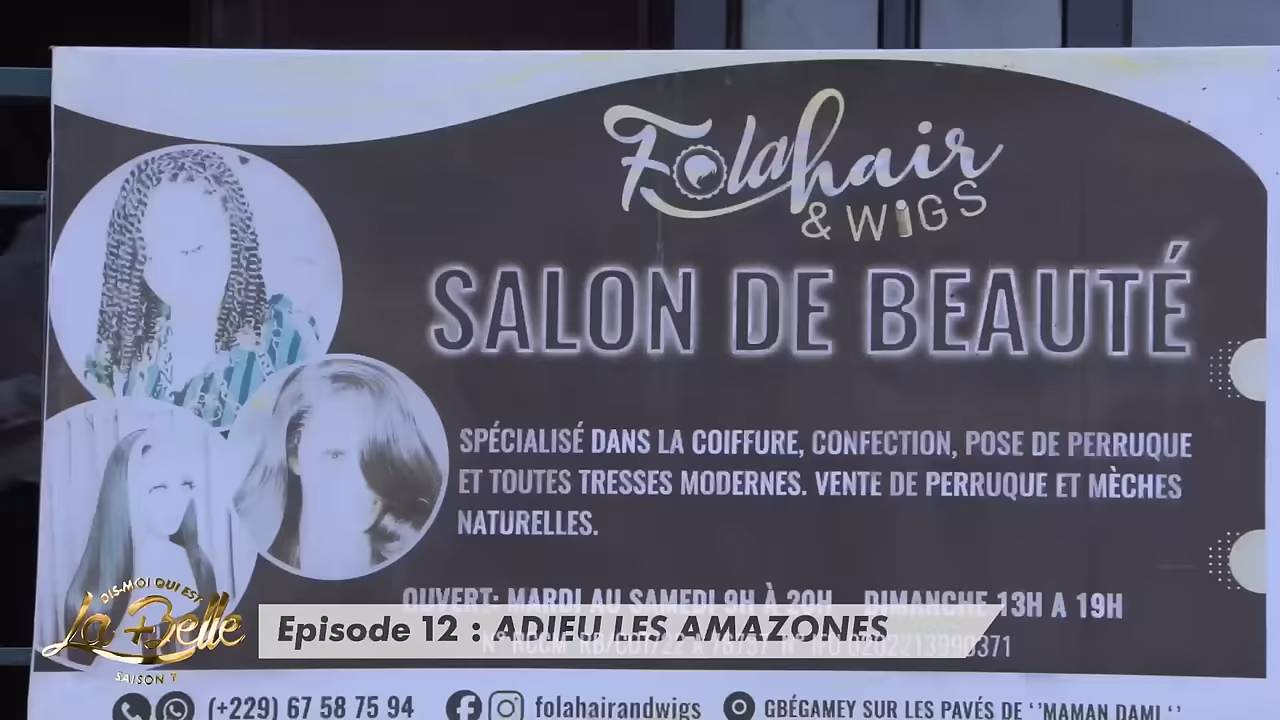 Folahair
& WIGS
SALON DE BEAUTÉ
SPÉCIALISÉ DANS LA COIFFURE, CONFECTION, POSE DE PERRUQUE
ET TOUTES TRESSES MODERNES. VENTE DE PERRUQUE ET MÈCHES
NATURELLES.
OUVERT: MARDI AU SAMEDI 9H À 20H DIMANCHE 13H A 19H
DIS-MOI QUI EST
La Belle
SAISON 1
Episode 12 : ADIEU LES AMAZONES
(+229) 67 58 75 94 folahairandwigs GBÉGAMEY SUR LES PAVÉS DE ‘’MAMAN DAMI ‘’